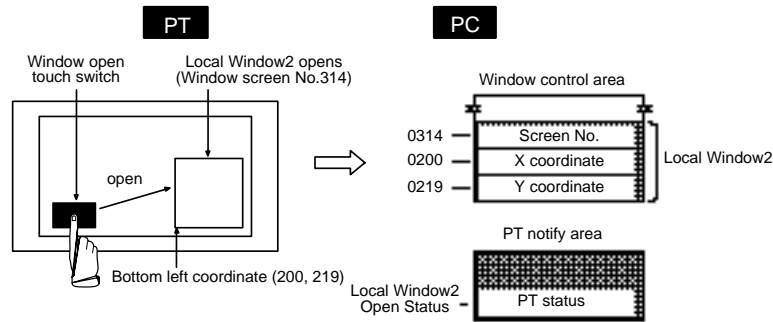 PT
PC
Window open
touch switch
Local Window2 opens
(Window screen No.314)
open
Bottom left coordinate (200, 219)
Window control area
0314
Screen No.
0200
X coordinate
0219
Y coordinate
Local Window2
PT notify area
Local Window2
Open Status
PT status